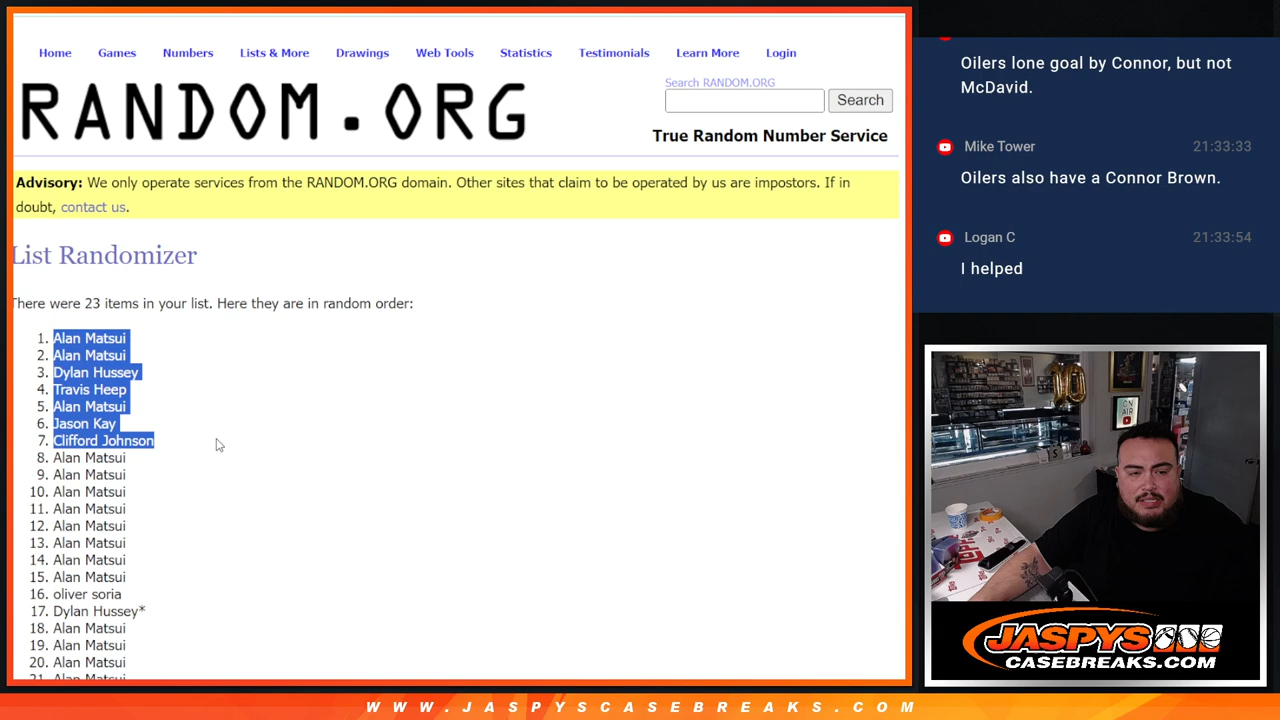 Home Games Numbers Lists & More Drawings Web Tools Statistics Testimonials Learn More Login
Search RANDOM.ORG
RANDOM.ORG
Search
True Random Number Service
Advisory: We only operate services from the RANDOM.ORG domain. Other sites that claim to be operated by us are impostors. If in
doubt, contact us.
List Randomizer
There were 23 items in your list. Here they are in random order:
1. Alan Matsui
2. Alan Matsui
3. Dylan Hussey
4. Travis Heep
5. Alan Matsui
6. Jason Kay
7. Clifford Johnson
8. Alan Matsui
9. Alan Matsui
10. Alan Matsui
11. Alan Matsui
12. Alan Matsui
13. Alan Matsui
14. Alan Matsui
15. Alan Matsui
16. oliver soria
17. Dylan Hussey*
18. Alan Matsui
19. Alan Matsui
20. Alan Matsui
21. Alan Matsui
Oilers lone goal by Connor, but not
McDavid.
Mike Tower 21:33:33
Oilers also have a Connor Brown.
Logan C 21:33:54
I helped
10
ON
AIR
S
JASPYS
CASEBREAKS.COM
WWW.JASPYSCASEBREAKS.COM